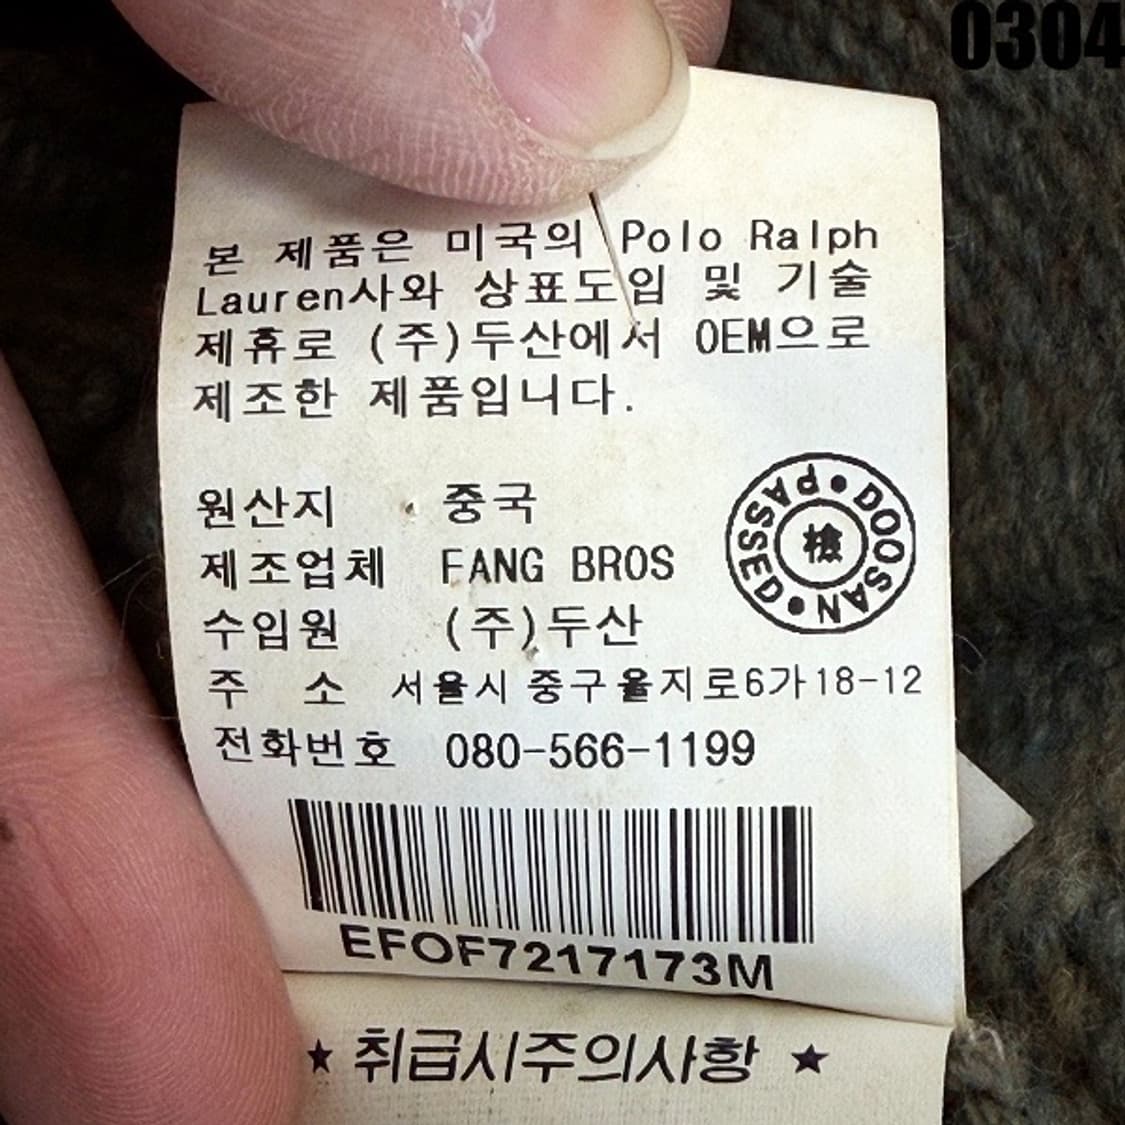 0304
본 제품은 미국의 Polo Ralph
Lauren사와 상표도입 및 기술
제휴로 (주)두산에서 OEM으로
제조한 제품입니다.
원산지 중국
제조업체 FANG BROS
수입원 (주)두산
주 소 서울시 중구 을지로6가18-12
전화번호 080-566-1199
DOOSAN • PASSED •
檢
EFOF7217173M
★ 취급시주의사항 ★